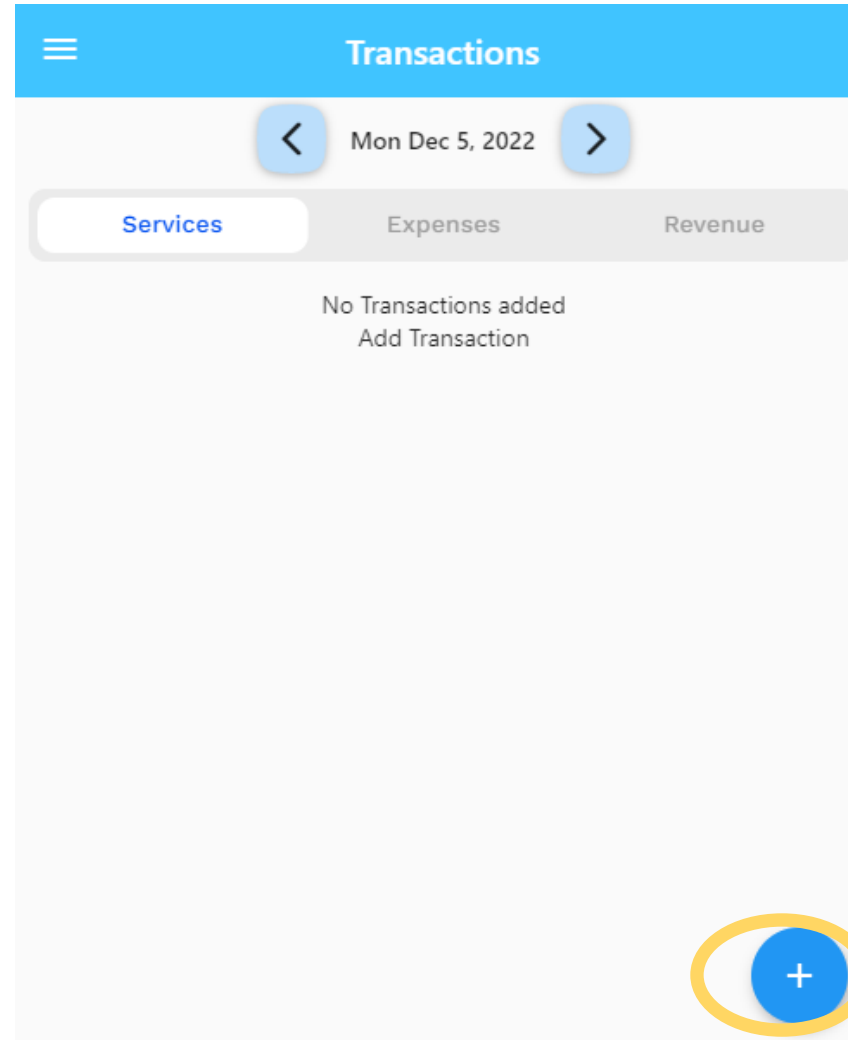 Transactions
Mon Dec 5, 2022
Services Expenses Revenue
No Transactions added
Add Transaction
+